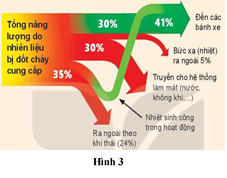 Tổng năng
lượng do
nhiên liệu
bị đốt cháy
cung cấp
30%
41%
Đến các
bánh xe
30%
Bức xạ (nhiệt)
ra ngoài 5%
35%
Truyền cho hệ thống
làm mát (nước,
không khí,...)
Nhiệt sinh công
trong hoạt động
Ra ngoài theo
khí thải (24%)
Hình 3